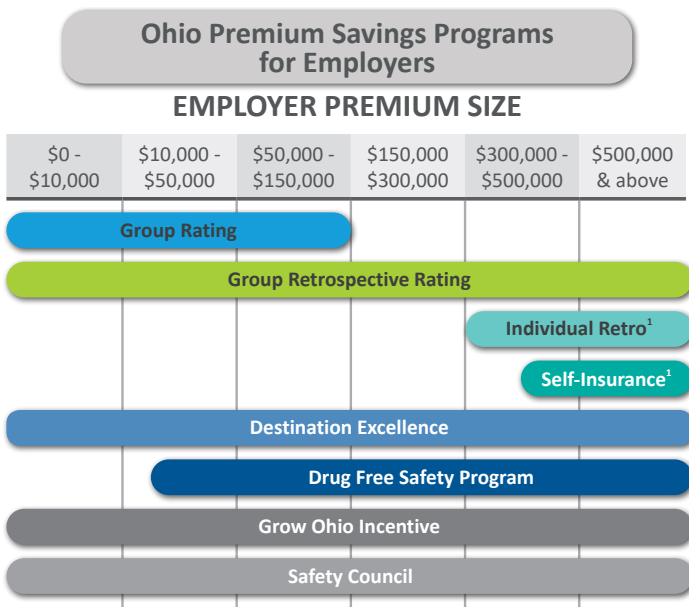 Ohio Premium Savings Programs
for Employers
EMPLOYER PREMIUM SIZE
$0 -
$10,000
$10,000 -
$50,000
$50,000 -
$150,000
$150,000
$300,000
$300,000 -
$500,000
$500,000
& above
Group Rating
Group Retrospective Rating
Individual Retro¹
Self-Insurance¹
Destination Excellence
Drug Free Safety Program
Grow Ohio Incentive
Safety Council